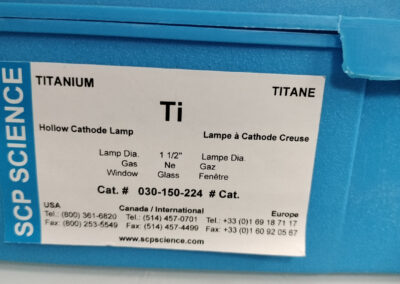 SCP SCIENCE
TITANIUM TITANE
Ti
Hollow Cathode Lamp Lampe à Cathode Creuse
Lamp Dia. 1 1/2" Lampe Dia.
Gas Ne Gaz
Window Glass Fenêtre
Cat. # 030-150-224 # Cat.
USA Canada / International Europe
Tel.: (800) 361-6820 Tel.: (514) 457-0701 Tel.: +33 (0)1 69 18 71 17
Fax: (800) 253-5549 Fax: (514) 457-4499 Fax: +33 (0)1 60 92 05 67
www.scpscience.com